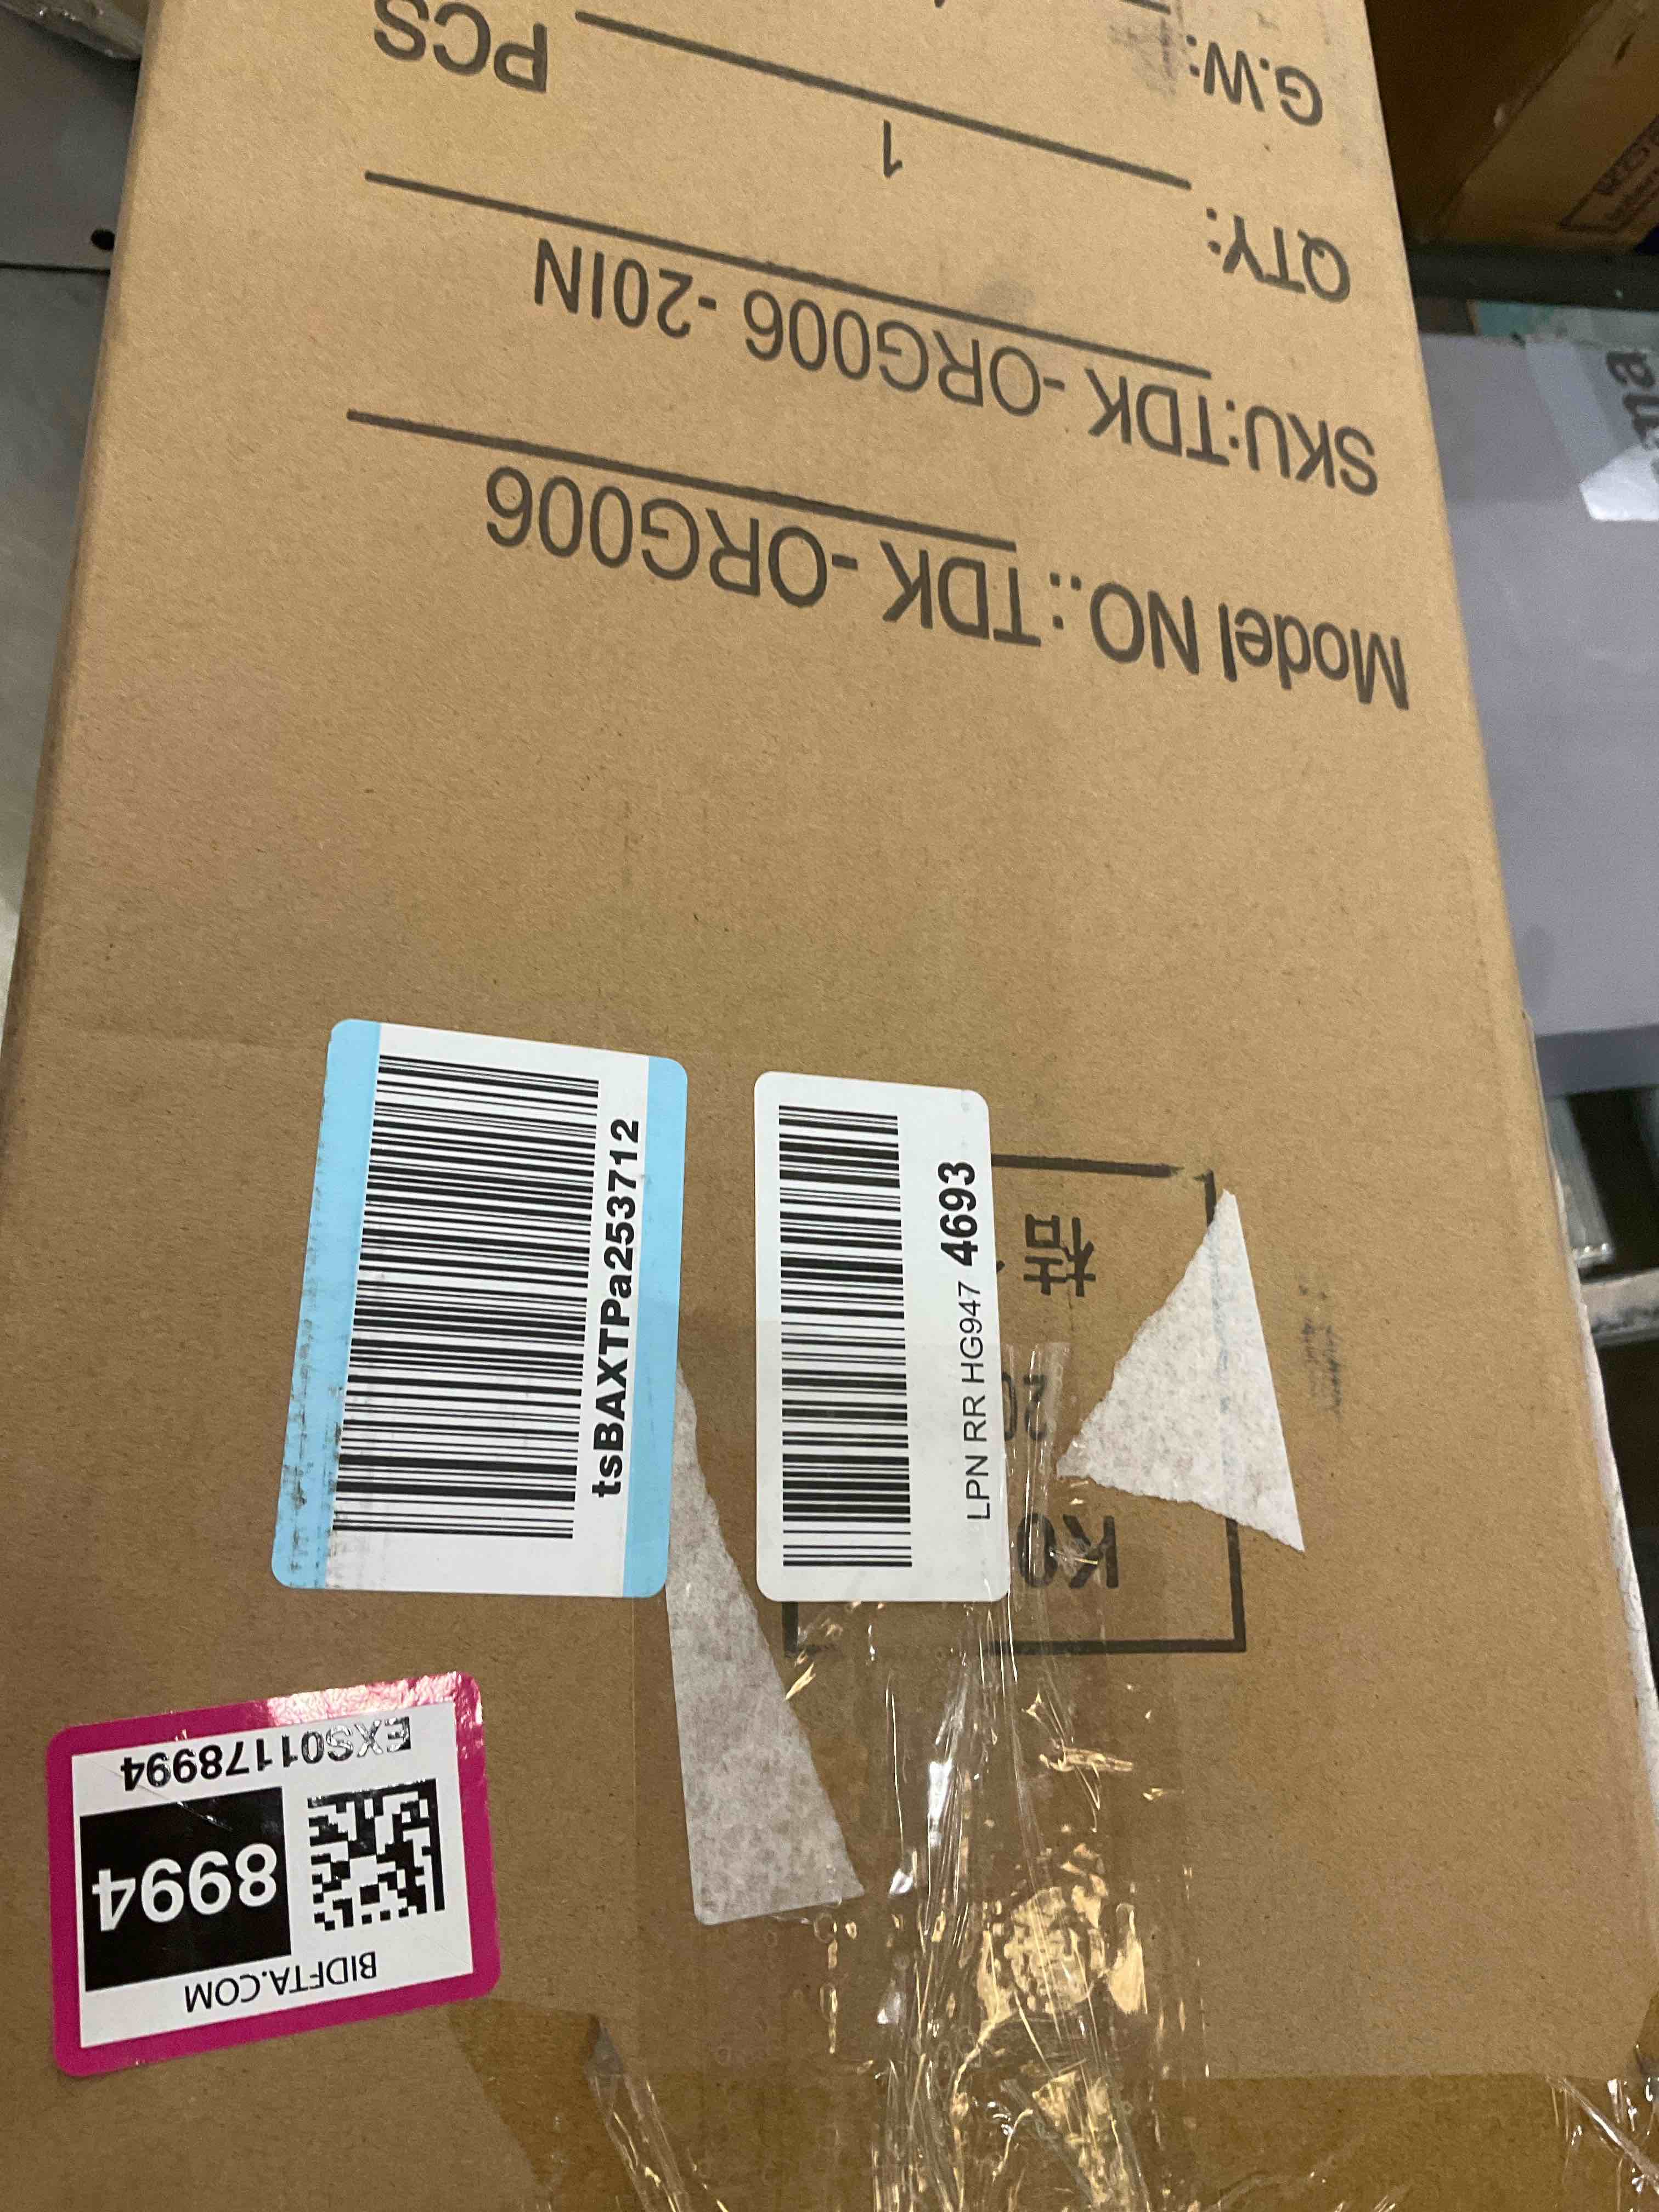 Model NO.: TDK-ORG006
SKU:TDK-ORG006-20IN
QTY: 1 PCS
G.W:
tsBAXTPa253712
LPN RR HG947 4693
K0
BIDFTA.COM
8994
EXS01178994